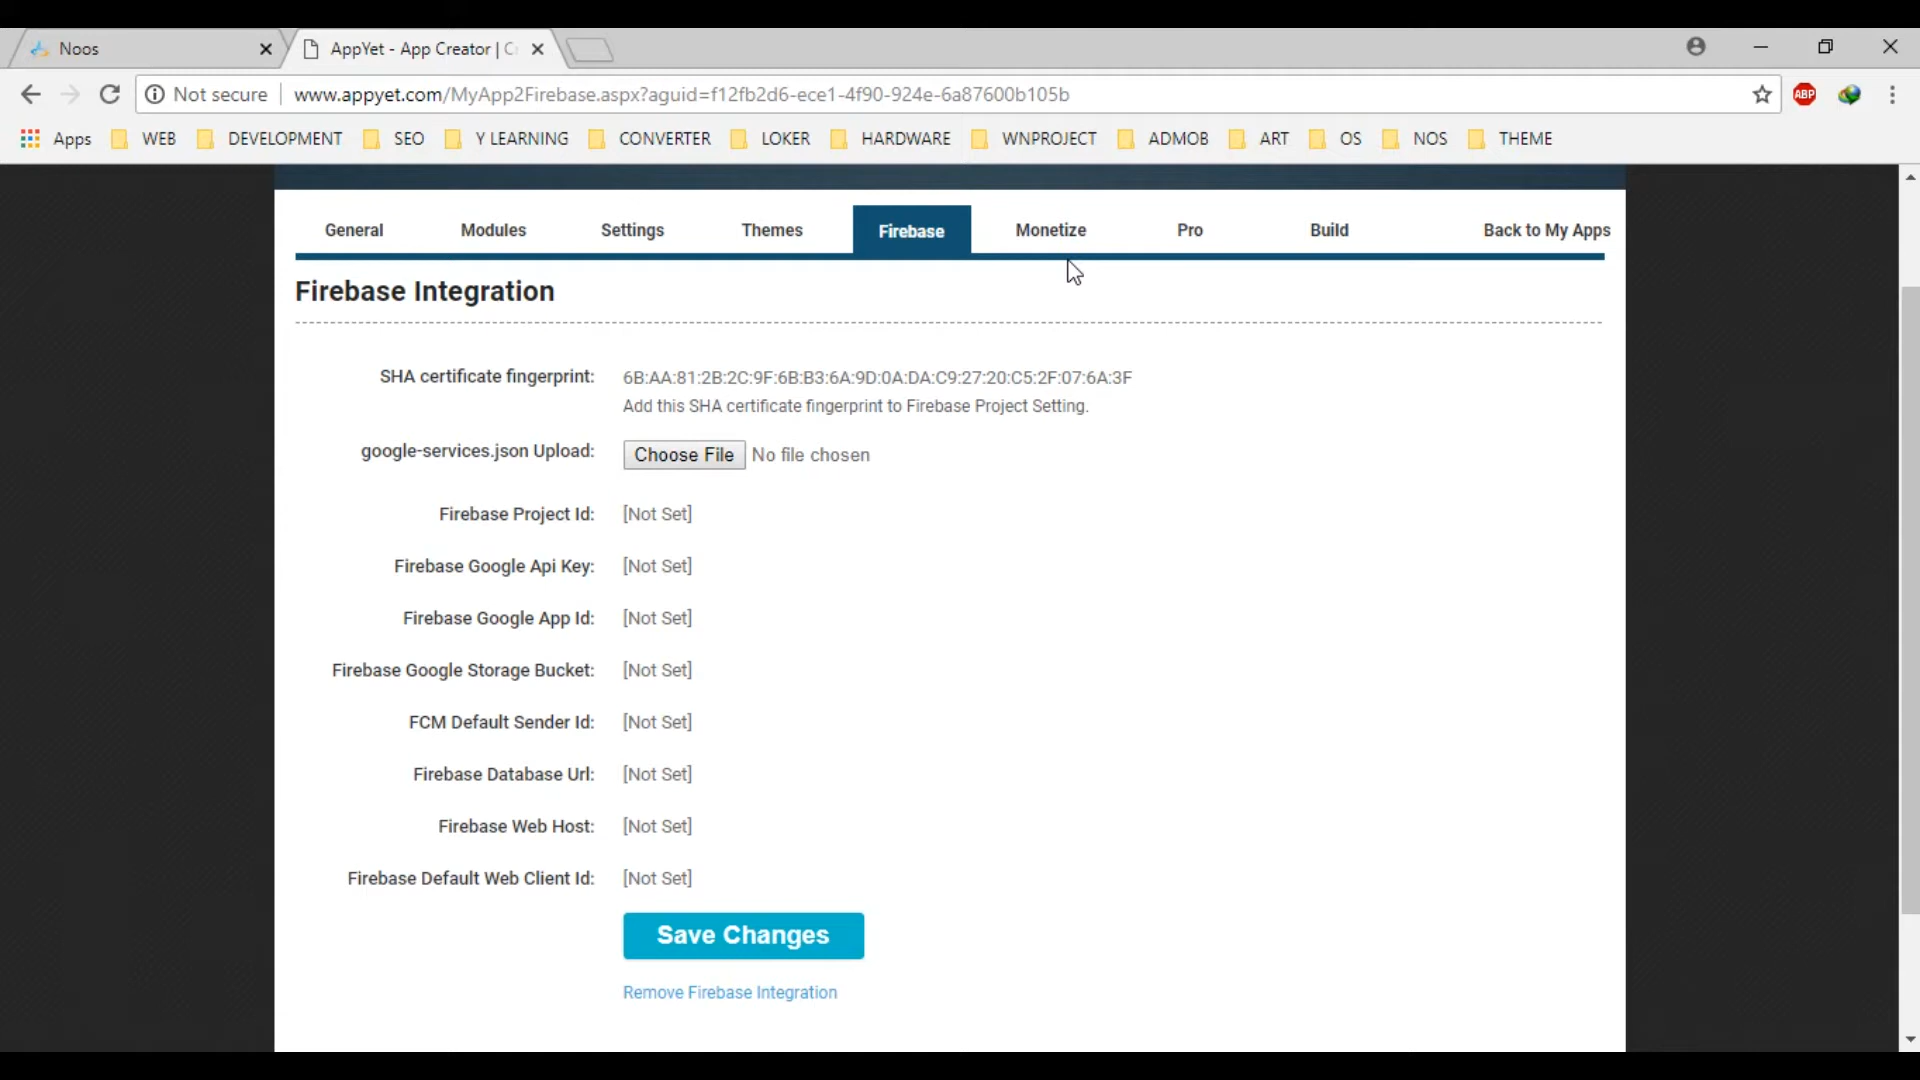 Noos
AppYet - App Creator | C
Not secure
www.appyet.com/MyApp2Firebase.aspx?aguid=f12fb2d6-ece1-4f90-924e-6a87600b105b
ABP
Apps WEB DEVELOPMENT SEO Y LEARNING CONVERTER LOKER HARDWARE WNPROJECT ADMOB ART OS NOS THEME
General Modules Settings Themes Firebase Monetize Pro Build Back to My Apps
Firebase Integration
SHA certificate fingerprint: 6B:AA:81:2B:2C:9F:6B:B3:6A:9D:0A:DA:C9:27:20:C5:2F:07:6A:3F
Add this SHA certificate fingerprint to Firebase Project Setting.
google-services.json Upload: Choose File No file chosen
Firebase Project Id: [Not Set]
Firebase Google Api Key: [Not Set]
Firebase Google App Id: [Not Set]
Firebase Google Storage Bucket: [Not Set]
FCM Default Sender Id: [Not Set]
Firebase Database Url: [Not Set]
Firebase Web Host: [Not Set]
Firebase Default Web Client Id: [Not Set]
Save Changes
Remove Firebase Integration